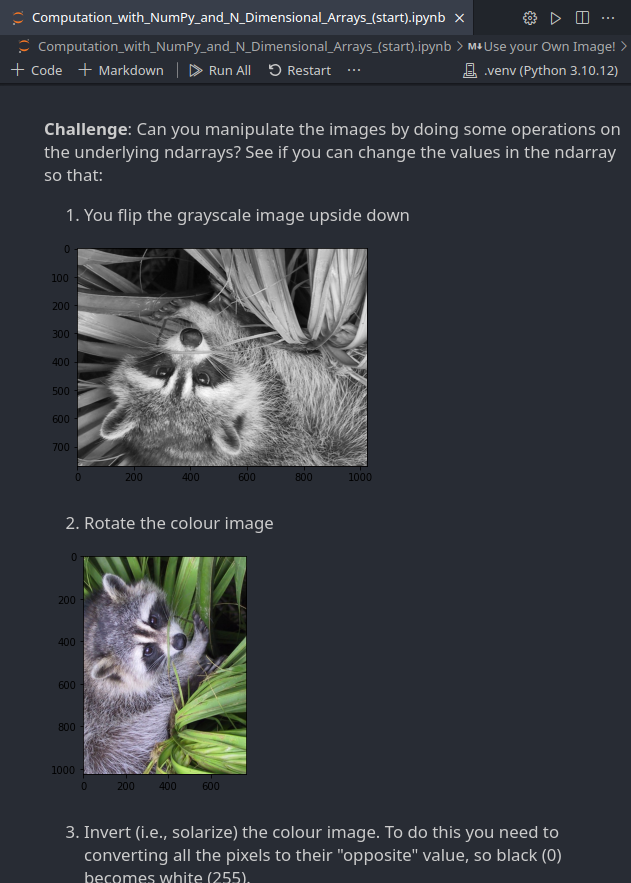 Computation_with_NumPy_and_N_Dimensional_Arrays_(start).ipynb
Computation_with_NumPy_and_N_Dimensional_Arrays_(start).ipynb > M↓Use your Own Image! >
+ Code + Markdown Run All Restart ··· .venv (Python 3.10.12)
Challenge: Can you manipulate the images by doing some operations on
the underlying ndarrays? See if you can change the values in the ndarray
so that:
1. You flip the grayscale image upside down
0
100
200
300
400
500
600
700
0 200 400 600 800 1000
2. Rotate the colour image
0
200
400
600
800
1000
0 200 400 600
3. Invert (i.e., solarize) the colour image. To do this you need to
converting all the pixels to their "opposite" value, so black (0)
becomes white (255).